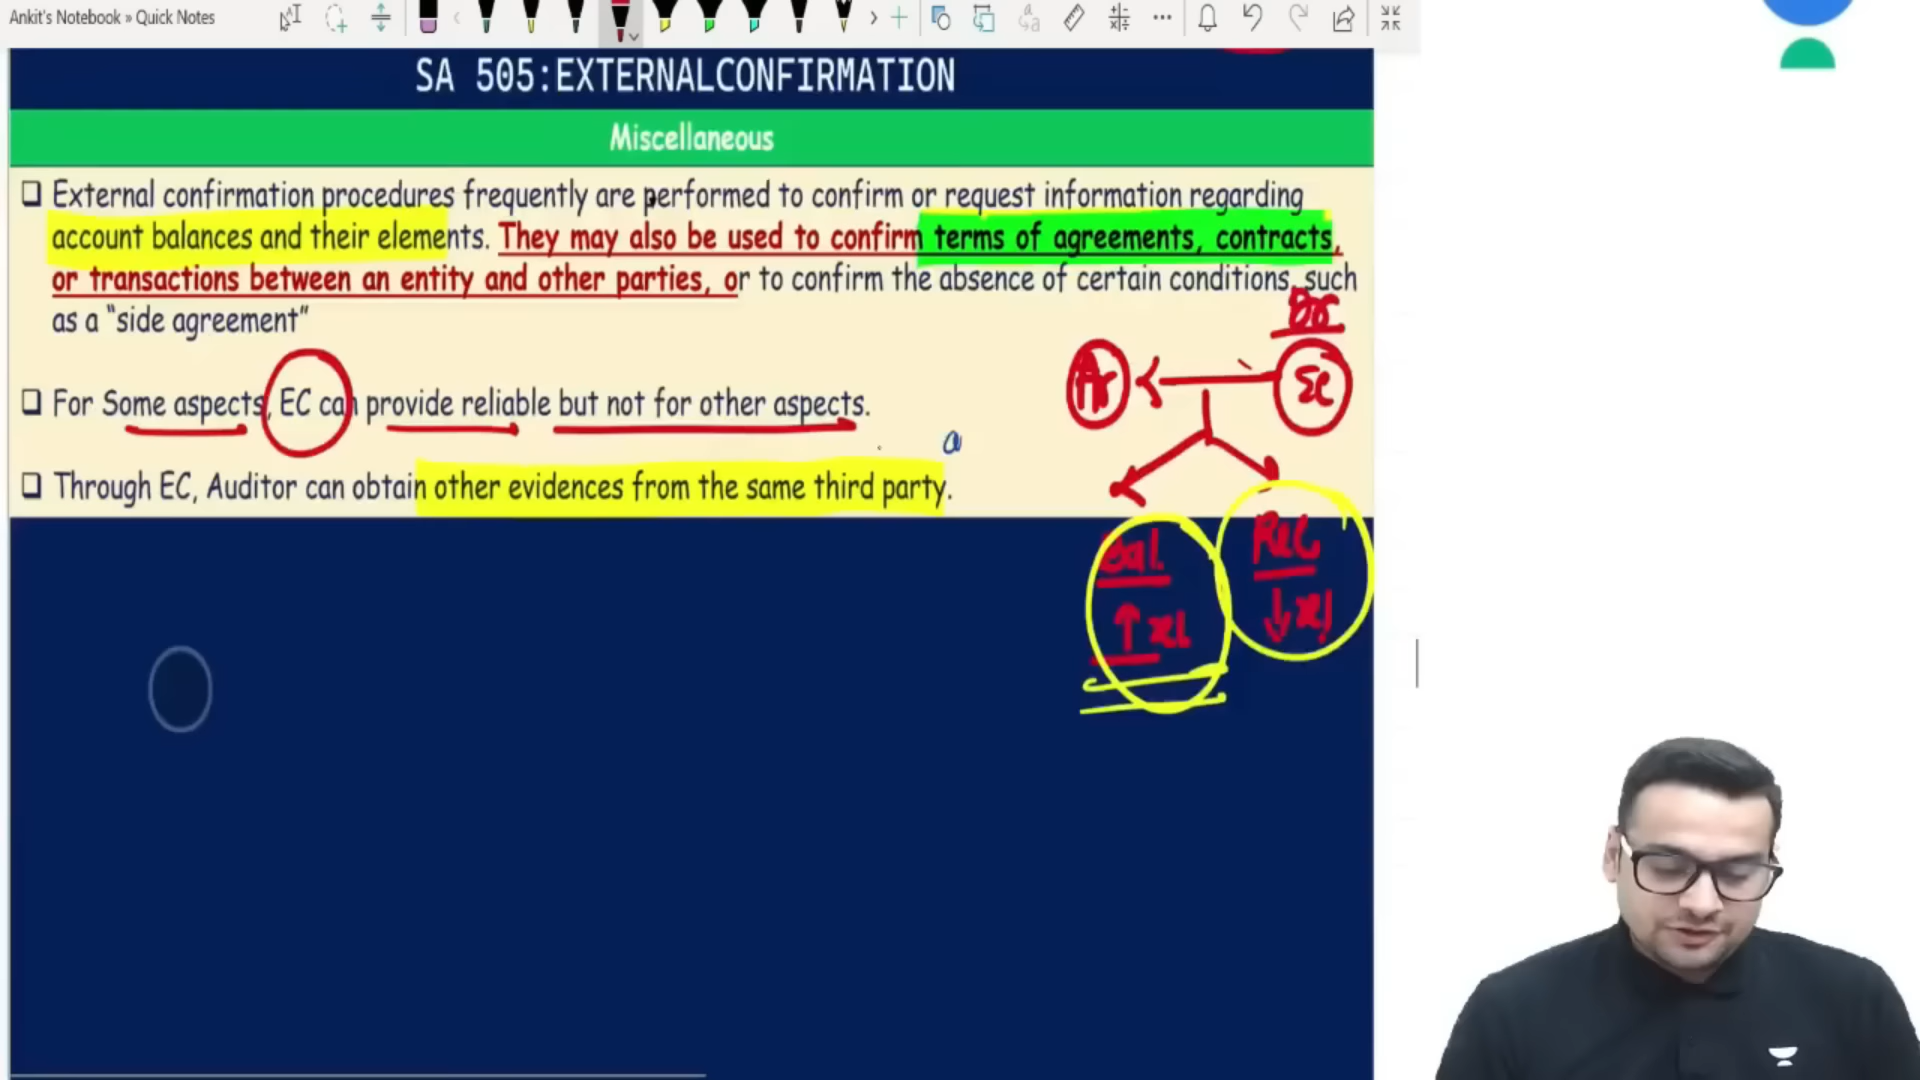 Ankit's Notebook » Quick Notes
SA 505:EXTERNALCONFIRMATION
Miscellaneous
❑ External confirmation procedures frequently are performed to confirm or request information regarding
account balances and their elements. They may also be used to confirm terms of agreements, contracts,
or transactions between an entity and other parties, or to confirm the absence of certain conditions, such
as a “side agreement”
Dr
Ar
EC
❑ For Some aspects, EC can provide reliable but not for other aspects.
a
❑ Through EC, Auditor can obtain other evidences from the same third party.
Bal.
Rec